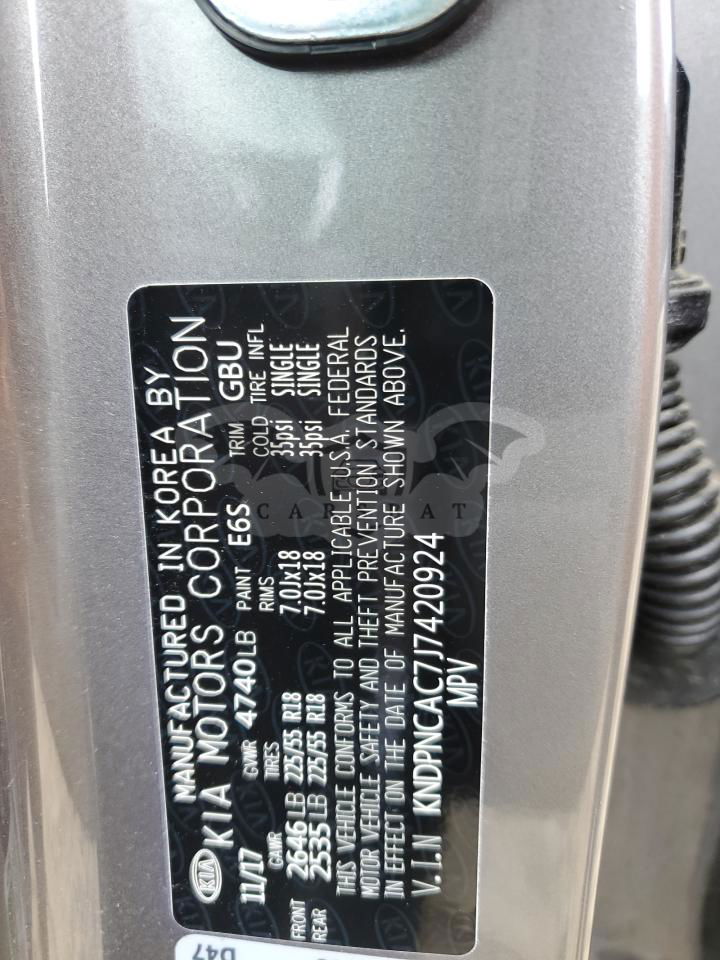 MANUFACTURED IN KOREA BY
KIA KIA MOTORS CORPORATION
11/17 GVWR 4740LB PAINT E6S TRIM GBU
GAWR TIRES RIMS COLD TIRE INFL
FRONT 2646LB 225/55 R18 7.0Jx18 35psi SINGLE
REAR 2535LB 225/55 R18 7.0Jx18 35psi SINGLE
THIS VEHICLE CONFORMS TO ALL APPLICABLE U.S.A. FEDERAL
MOTOR VEHICLE SAFETY AND THEFT PREVENTION STANDARDS
IN EFFECT ON THE DATE OF MANUFACTURE SHOWN ABOVE.
V.I.N KNDPNCAC7J7420924
MPV
D47